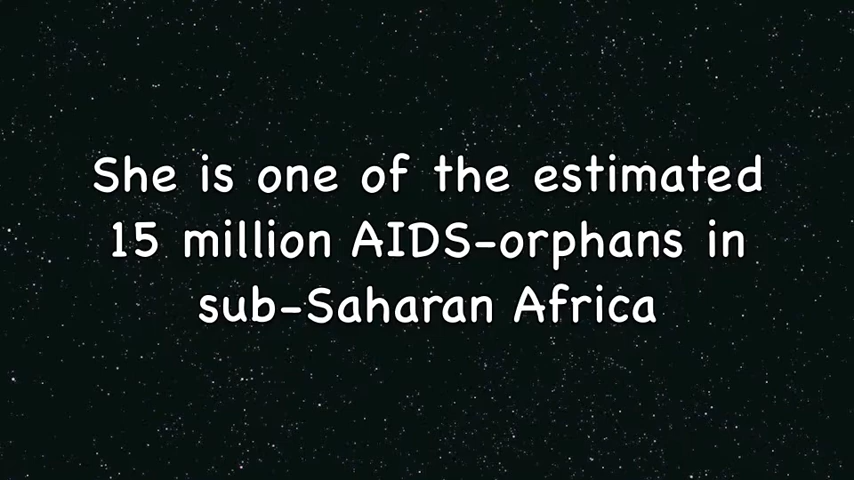 She is one of the estimated
15 million AIDS-orphans in
sub-Saharan Africa